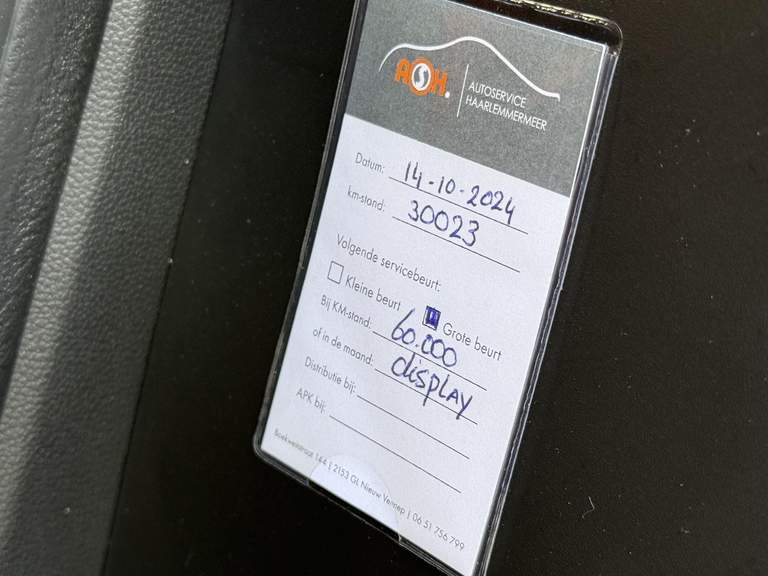 ASH.
AUTOSERVICE
HAARLEMMERMEER
Datum: 14-10-2024
km-stand: 30023
Volgende servicebeurt:
Kleine beurt Grote beurt
Bij KM-stand: 60.000
of in de maand: display
Distributie bij:
APK bij:
Boekweitstraat 144 | 2153 GL Nieuw Vennep | 06 51 756 799